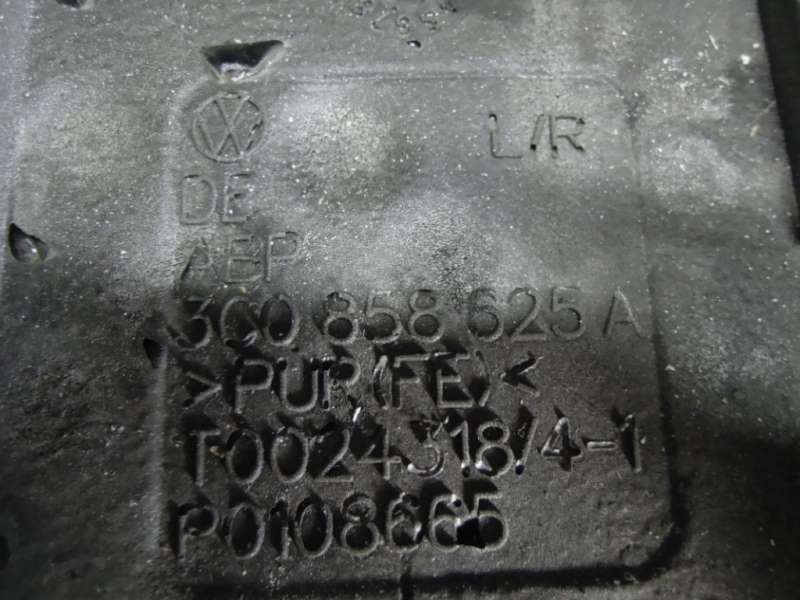 L/R
DE
ABP
3C0 858 625 A
>PUR(FE)<
T0024318/4-1
P0108665